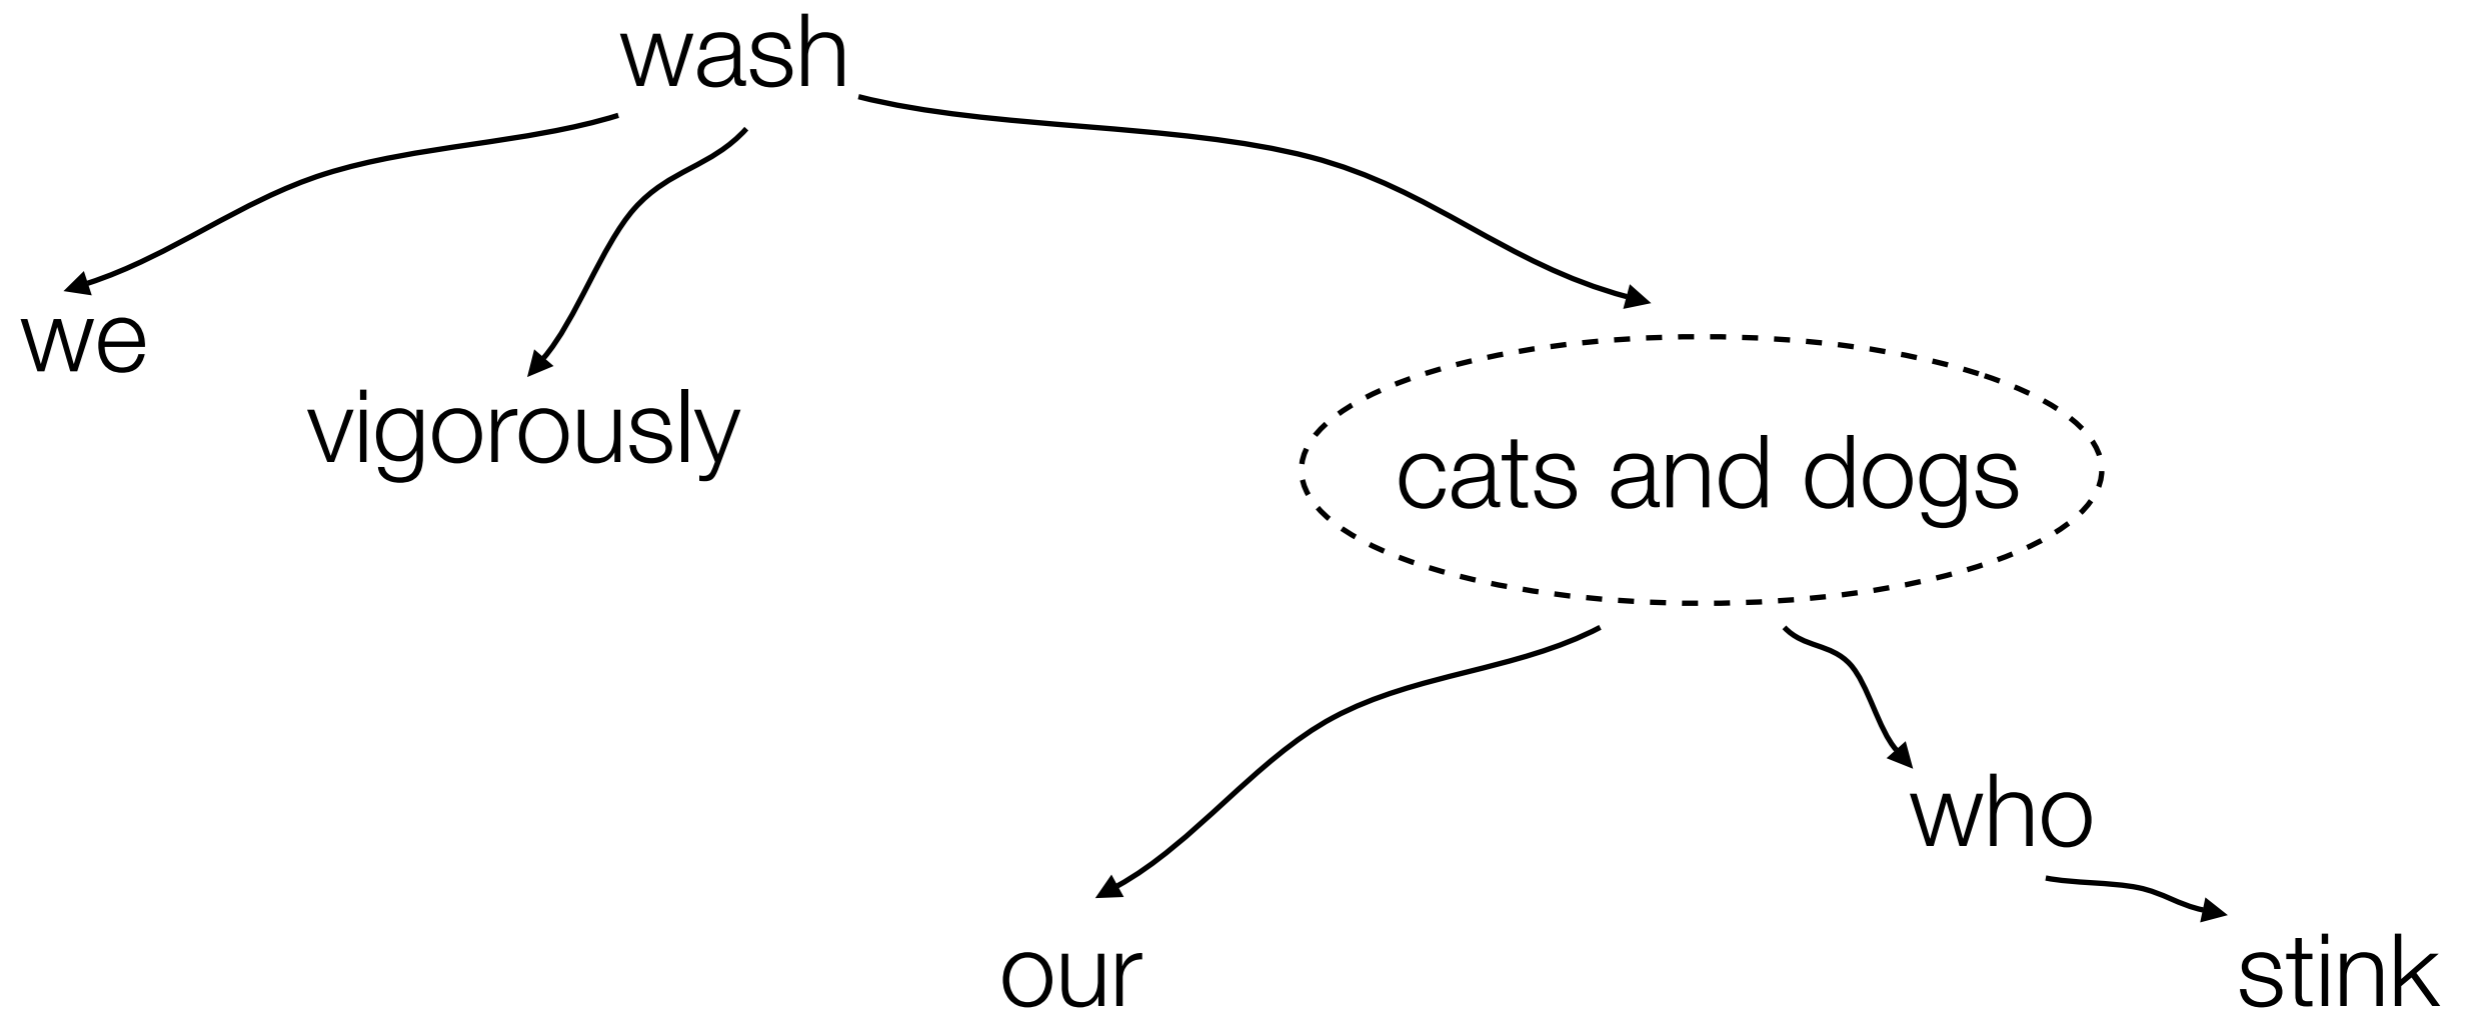 wash
we
vigorously
cats and dogs
who
our
stink